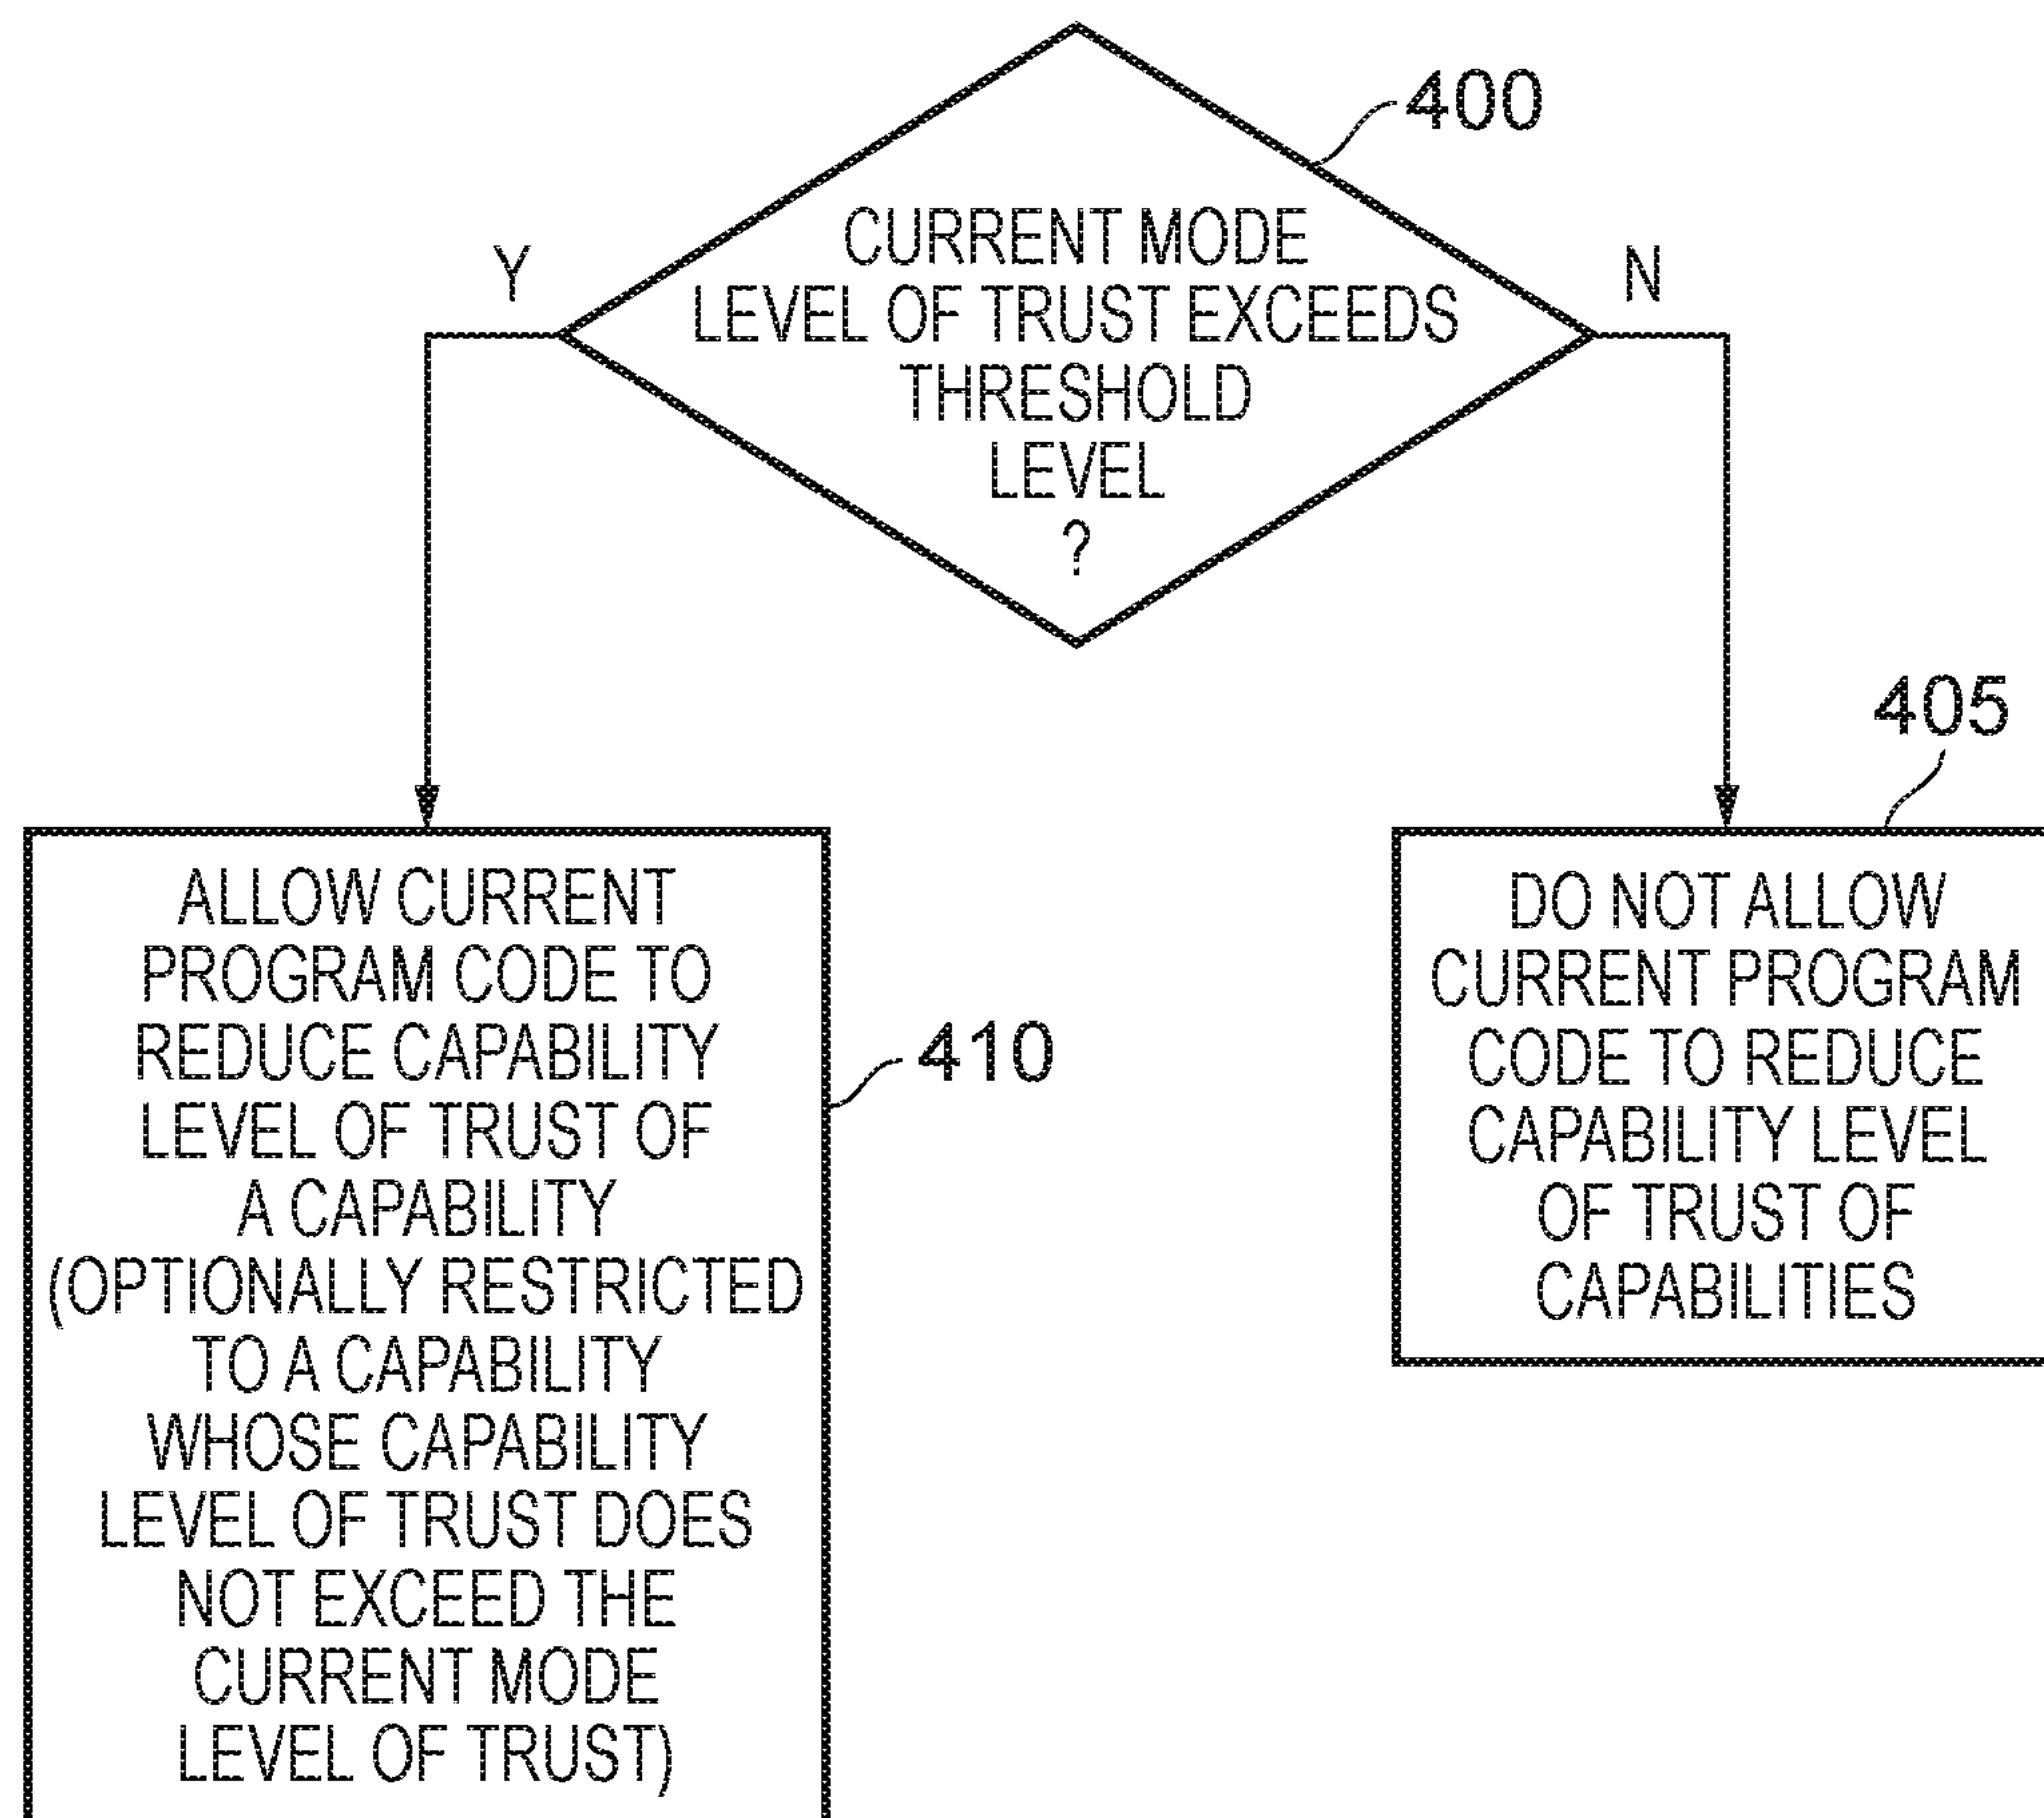 400
CURRENT MODE
LEVEL OF TRUST EXCEEDS
THRESHOLD
LEVEL
?
Y
N
405
ALLOW CURRENT
PROGRAM CODE TO
REDUCE CAPABILITY
LEVEL OF TRUST OF
A CAPABILITY
(OPTIONALLY RESTRICTED
TO A CAPABILITY
WHOSE CAPABILITY
LEVEL OF TRUST DOES
NOT EXCEED THE
CURRENT MODE
LEVEL OF TRUST)
410
DO NOT ALLOW
CURRENT PROGRAM
CODE TO REDUCE
CAPABILITY LEVEL
OF TRUST OF
CAPABILITIES